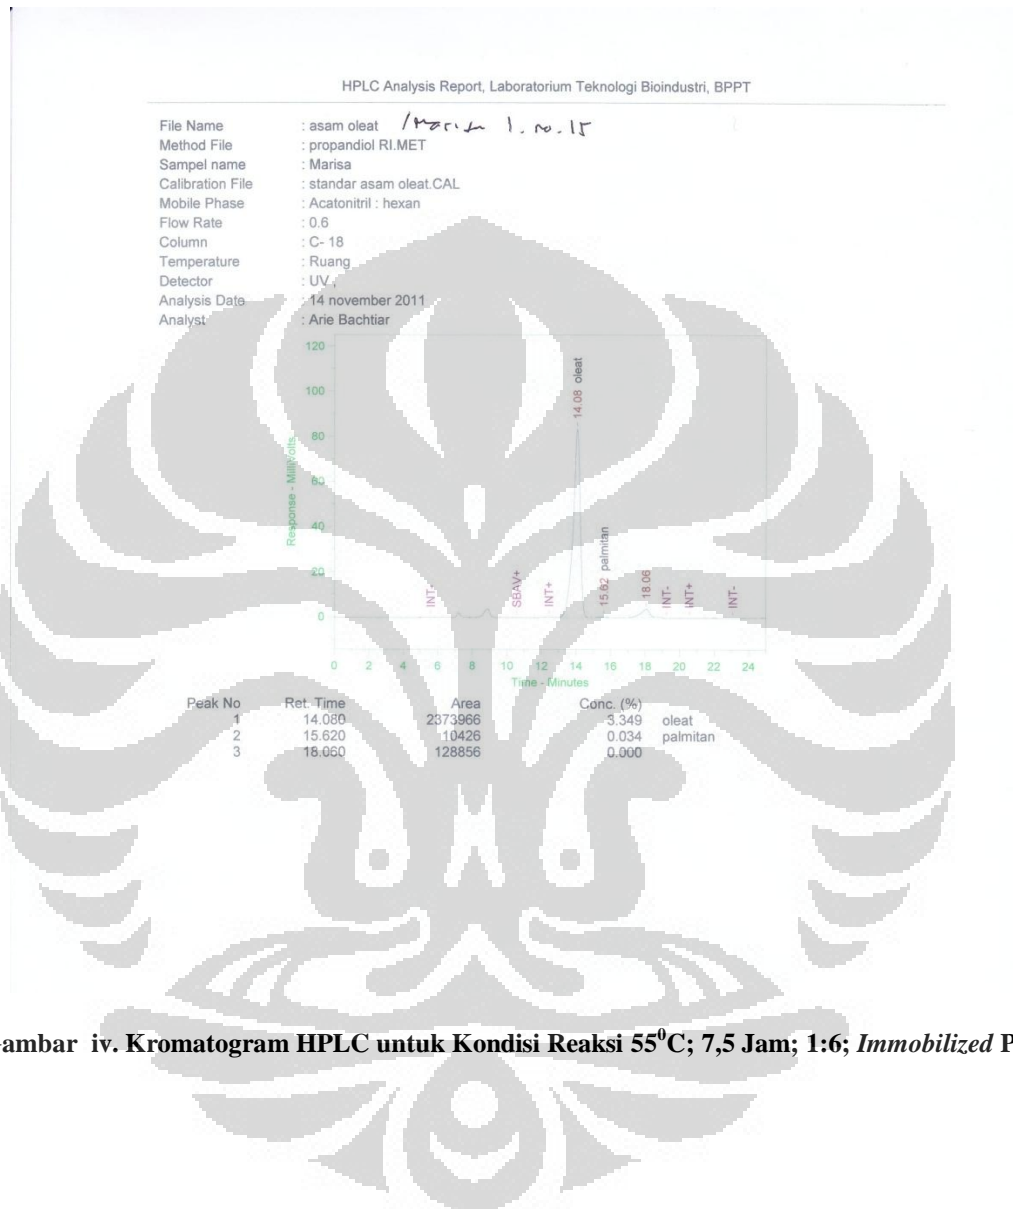 HPLC Analysis Report, Laboratorium Teknologi Bioindustri, BPPT
File Name : asam oleat / Marisa 1. no. 15
Method File : propandiol RI.MET
Sampel name : Marisa
Calibration File : standar asam oleat.CAL
Mobile Phase : Acatonitril : hexan
Flow Rate : 0.6
Column : C- 18
Temperature : Ruang
Detector : UV ,
Analysis Date : 14 november 2011
Analyst : Arie Bachtiar
120
100
80
60
40
20
0
Response - MilliVolts
INT-
SBAV+
INT+
14.08 oleat
15.62 palmitan
18.06
INT-
INT+
INT-
0 2 4 6 8 10 12 14 16 18 20 22 24
Time - Minutes
Peak No Ret. Time Area Conc. (%)
1 14.080 2373966 3.349 oleat
2 15.620 10426 0.034 palmitan
3 18.060 128856 0.000
ambar iv. Kromatogram HPLC untuk Kondisi Reaksi 55⁰C; 7,5 Jam; 1:6; Immobilized P